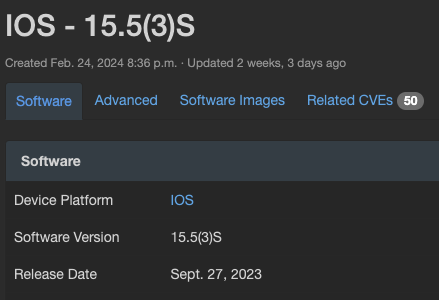 IOS - 15.5(3)S
Created Feb. 24, 2024 8:36 p.m. · Updated 2 weeks, 3 days ago
Software Advanced Software Images Related CVEs 50
Software
Device Platform IOS
Software Version 15.5(3)S
Release Date Sept. 27, 2023